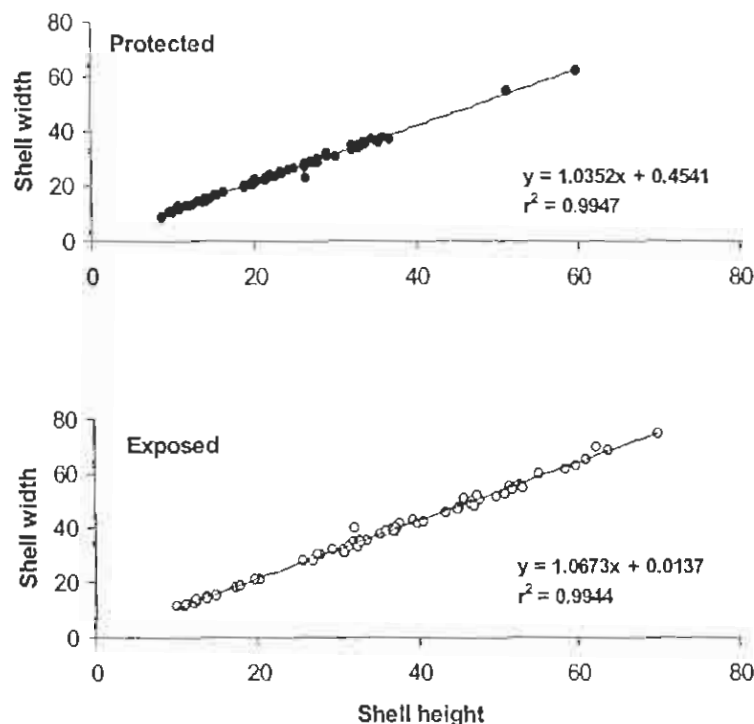 80
Protected
60
Shell width
40
y = 1.0352x + 0.4541
20
r² = 0.9947
0
0 20 40 60 80
80
Exposed
60
Shell width
40
y = 1.0673x + 0.0137
20
r² = 0.9944
0
0 20 40 60 80
Shell height